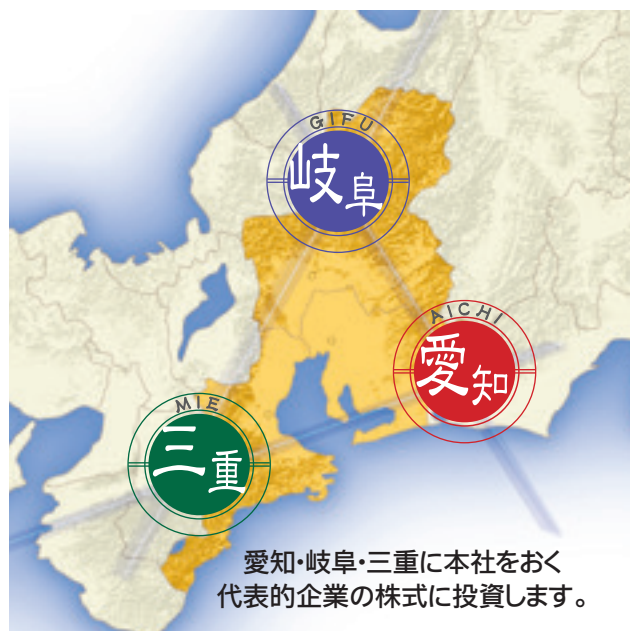 GIFU
岐阜
AICHI
愛知
MIE
三重
愛知・岐阜・三重に本社をおく
代表的企業の株式に投資します。